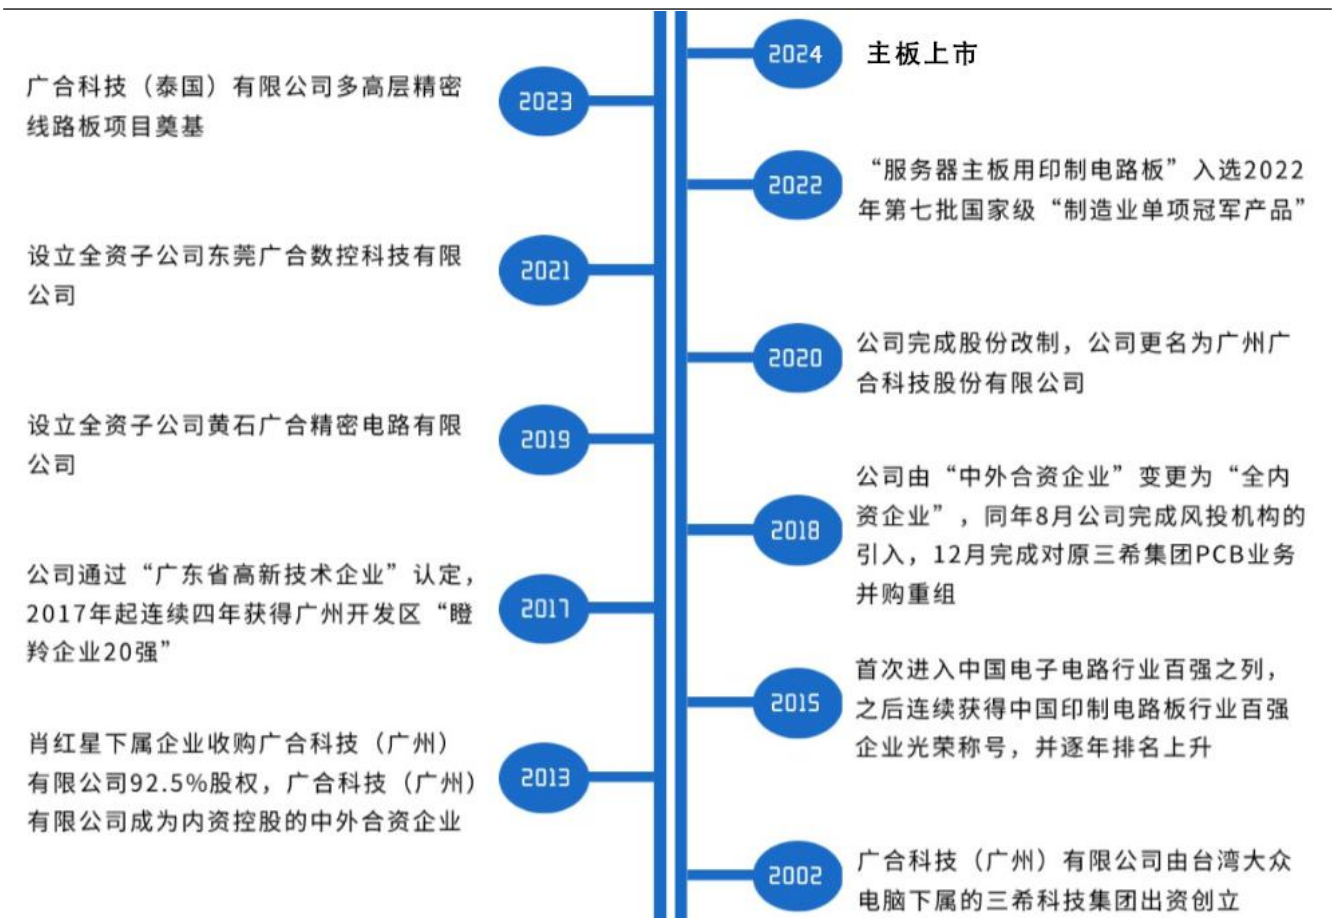 2024
主板上市
广合科技（泰国）有限公司多高层精密
线路板项目奠基
2023
2022
“服务器主板用印制电路板”入选2022
年第七批国家级“制造业单项冠军产品”
设立全资子公司东莞广合数控科技有限
公司
2021
2020
公司完成股份改制，公司更名为广州广
合科技股份有限公司
设立全资子公司黄石广合精密电路有限
公司
2019
2018
公司由“中外合资企业”变更为“全内
资企业”，同年8月公司完成风投机构的
引入，12月完成对原三希集团PCB业务
并购重组
公司通过“广东省高新技术企业”认定，
2017年起连续四年获得广州开发区“瞪
羚企业20强”
2017
2015
首次进入中国电子电路行业百强之列，
之后连续获得中国印制电路板行业百强
企业光荣称号，并逐年排名上升
肖红星下属企业收购广合科技（广州）
有限公司92.5%股权，广合科技（广州）
有限公司成为内资控股的中外合资企业
2013
2002
广合科技（广州）有限公司由台湾大众
电脑下属的三希科技集团出资创立